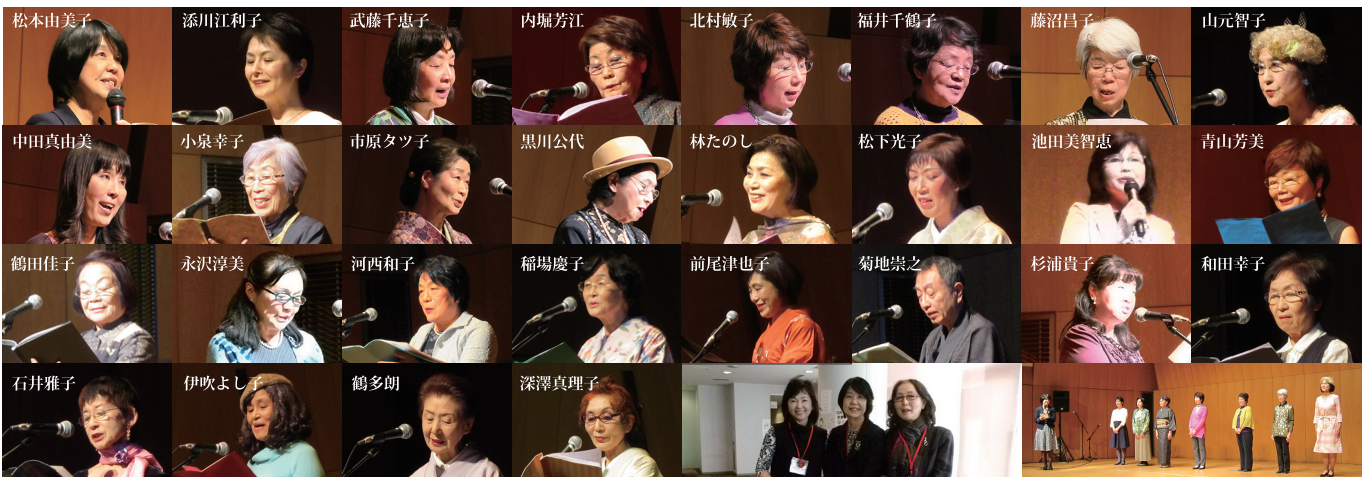 松本由美子
添川江利子
武藤千恵子
内堀芳江
北村敏子
福井千鶴子
藤沼昌子
山元智子
中田真由美
小泉幸子
市原タツ子
黒川公代
林たのし
松下光子
池田美智恵
青山芳美
鶴田佳子
永沢淳美
河西和子
稲場慶子
前尾津也子
菊地崇之
杉浦貴子
和田幸子
石井雅子
伊吹よし子
鶴多朗
深澤真理子